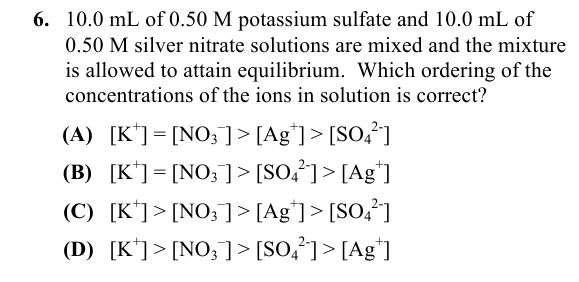 6. 10.0 mL of 0.50 M potassium sulfate and 10.0 mL of
0.50 M silver nitrate solutions are mixed and the mixture
is allowed to attain equilibrium. Which ordering of the
concentrations of the ions in solution is correct?
(A) [K⁺] = [NO₃⁻] > [Ag⁺] > [SO₄²⁻]
(B) [K⁺] = [NO₃⁻] > [SO₄²⁻] > [Ag⁺]
(C) [K⁺] > [NO₃⁻] > [Ag⁺] > [SO₄²⁻]
(D) [K⁺] > [NO₃⁻] > [SO₄²⁻] > [Ag⁺]